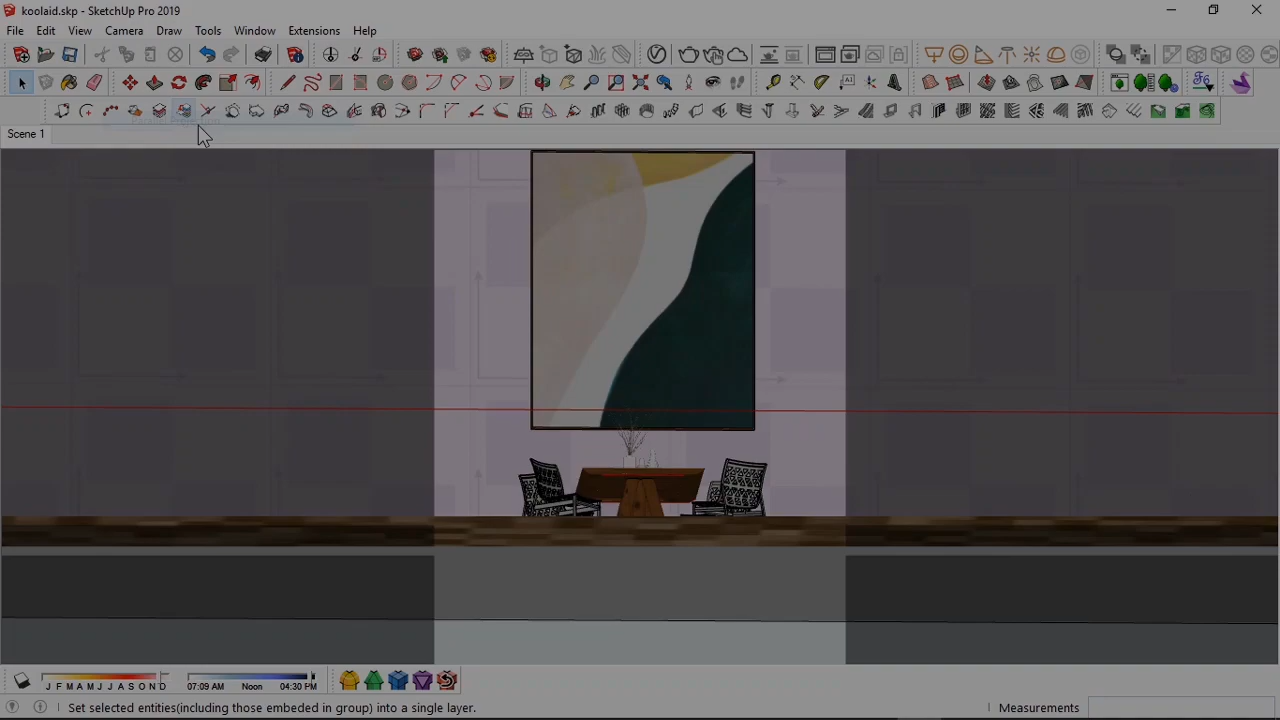 koolaid.skp - SketchUp Pro 2019
File Edit View Camera Draw Tools Window Extensions Help
Scene 1
J F M A M J J A S O N D
07:09 AM Noon 04:30 PM
Set selected entities(including those embeded in group) into a single layer.
Measurements